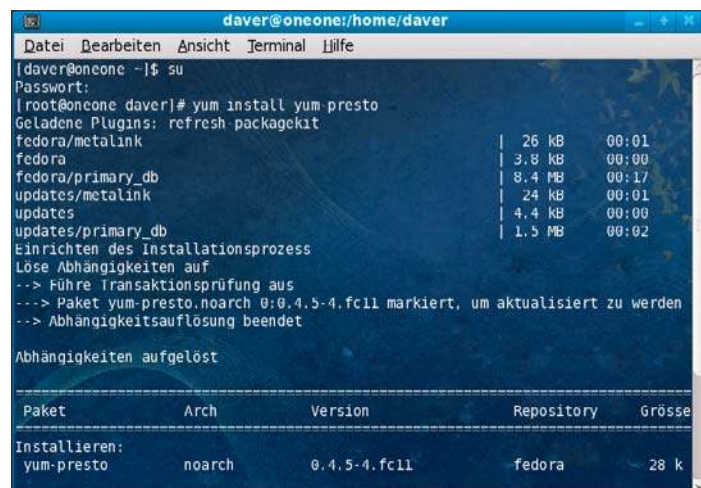 daver@oneone:/home/daver
Datei Bearbeiten Ansicht Terminal Hilfe
[daver@oneone ~]$ su
Passwort:
[root@oneone daver]# yum install yum-presto
Geladene Plugins: refresh-packagekit
fedora/metalink | 26 kB 00:01
fedora | 3.8 kB 00:00
fedora/primary_db | 8.4 MB 00:17
updates/metalink | 24 kB 00:01
updates | 4.4 kB 00:00
updates/primary_db | 1.5 MB 00:02
Einrichten des Installationsprozess
Löse Abhängigkeiten auf
--> Führe Transaktionsprüfung aus
---> Paket yum-presto.noarch 0:0.4.5-4.fc11 markiert, um aktualisiert zu werden
--> Abhängigkeitsauflösung beendet
Abhängigkeiten aufgelöst
================================================================================
Paket Arch Version Repository Grösse
================================================================================
Installieren:
yum-presto noarch 0.4.5-4.fc11 fedora 28 k